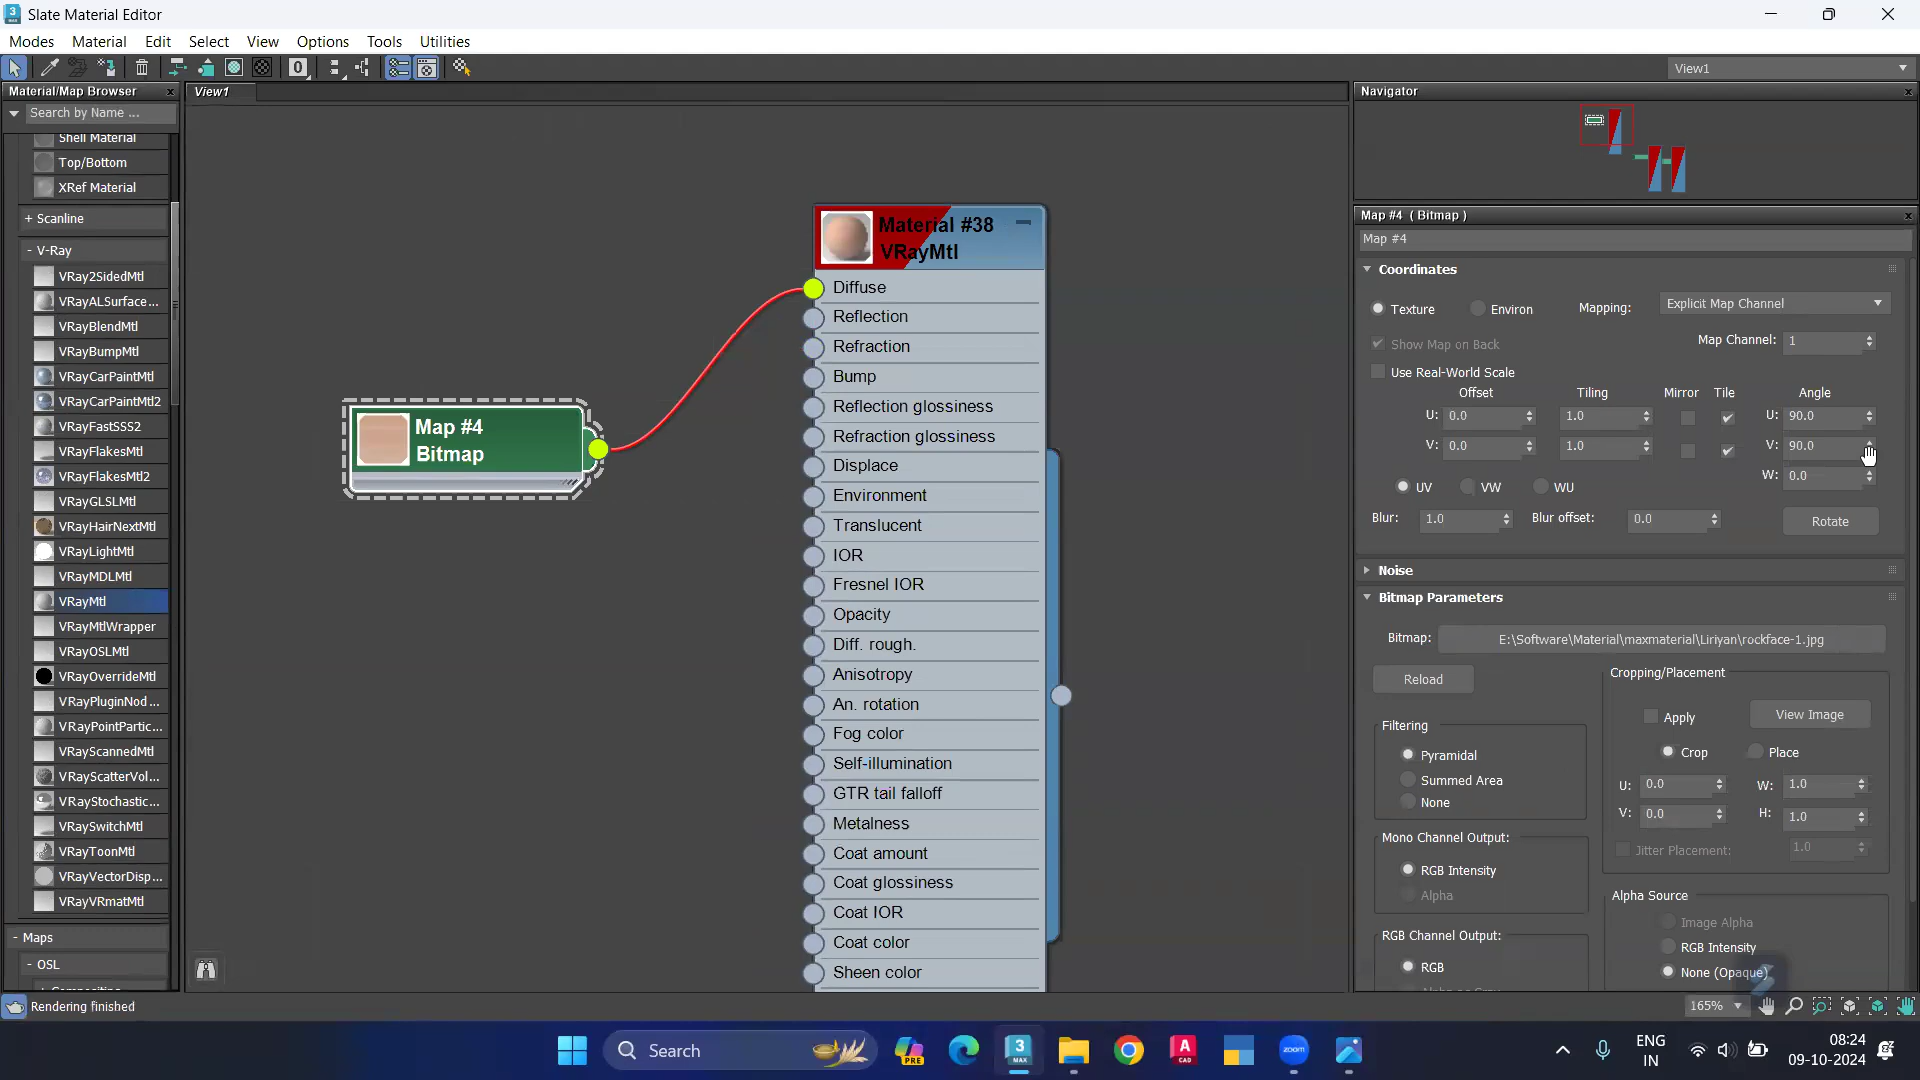 Slate Material Editor
Modes Material Edit Select View Options Tools Utilities
View1
Material/Map Browser
View1
Navigator
Search by Name ...
Shell Material
Top/Bottom
XRef Material
+ Scanline
- V-Ray
VRay2SidedMtl
VRayALSurface...
VRayBlendMtl
VRayBumpMtl
VRayCarPaintMtl
VRayCarPaintMtl2
VRayFastSSS2
VRayFlakesMtl
VRayFlakesMtl2
VRayGLSLMtl
VRayHairNextMtl
VRayLightMtl
VRayMDLMtl
VRayMtl
VRayMtlWrapper
VRayOSLMtl
VRayOverrideMtl
VRayPluginNod...
VRayPointPartic...
VRayScannedMtl
VRayScatterVol...
VRayStochastic...
VRaySwitchMtl
VRayToonMtl
VRayVectorDisp...
VRayVRmatMtl
- Maps
- OSL
Map #4
Bitmap
Material #38
VRayMtl
Diffuse
Reflection
Refraction
Bump
Reflection glossiness
Refraction glossiness
Displace
Environment
Translucent
IOR
Fresnel IOR
Opacity
Diff. rough.
Anisotropy
An. rotation
Fog color
Self-illumination
GTR tail falloff
Metalness
Coat amount
Coat glossiness
Coat IOR
Coat color
Sheen color
Map #4 ( Bitmap )
Map #4
Coordinates
Texture Environ Mapping: Explicit Map Channel
Show Map on Back Map Channel: 1
Use Real-World Scale
Offset Tiling Mirror Tile Angle
U: 0.0 1.0 U: 90.0
V: 0.0 1.0 V: 90.0
W: 0.0
UV VW WU
Blur: 1.0 Blur offset: 0.0 Rotate
Noise
Bitmap Parameters
Bitmap: E:\Software\Material\maxmaterial\Liriyan\rockface-1.jpg
Reload
Cropping/Placement
Apply View Image
Crop Place
U: 0.0 W: 1.0
V: 0.0 H: 1.0
Jitter Placement: 1.0
Filtering
Pyramidal
Summed Area
None
Mono Channel Output:
RGB Intensity
Alpha
RGB Channel Output:
RGB
Alpha Source
Image Alpha
RGB Intensity
None (Opaque)
Rendering finished
165%
Search
PRE
3
MAX
A
CAD
zoom
ENG
IN
08:24
09-10-2024